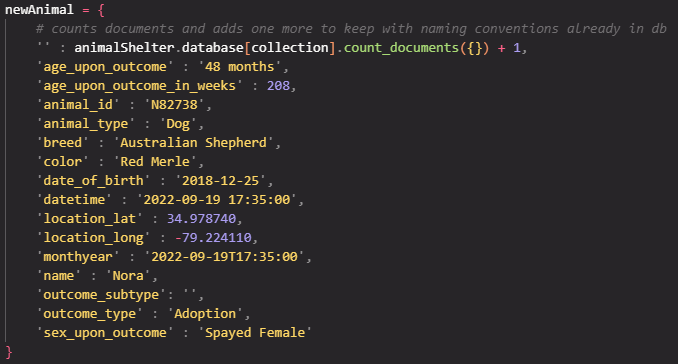 newAnimal = {
# counts documents and adds one more to keep with naming conventions already in db
'' : animalShelter.database[collection].count_documents({}) + 1,
'age_upon_outcome' : '48 months',
'age_upon_outcome_in_weeks' : 208,
'animal_id' : 'N82738',
'animal_type' : 'Dog',
'breed' : 'Australian Shepherd',
'color' : 'Red Merle',
'date_of_birth' : '2018-12-25',
'datetime' : '2022-09-19 17:35:00',
'location_lat' : 34.978740,
'location_long' : -79.224110,
'monthyear' : '2022-09-19T17:35:00',
'name' : 'Nora',
'outcome_subtype': '',
'outcome_type' : 'Adoption',
'sex_upon_outcome' : 'Spayed Female'
}